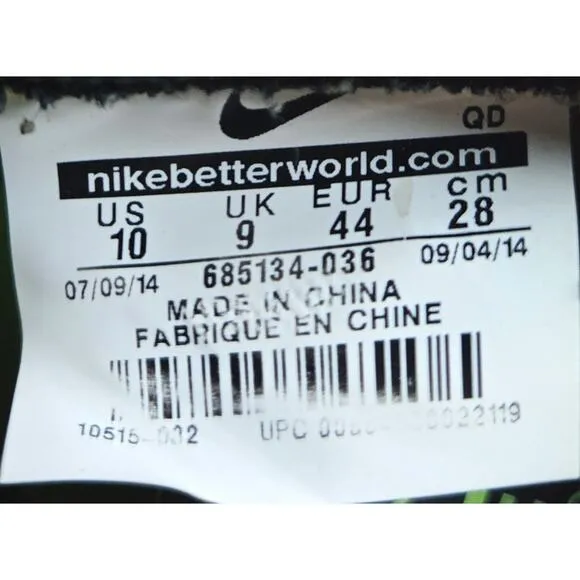 QD
nikebetterworld.com
US UK EUR cm
10 9 44 28
07/09/14 685134-036 09/04/14
MADE IN CHINA
FABRIQUE EN CHINE
UPC